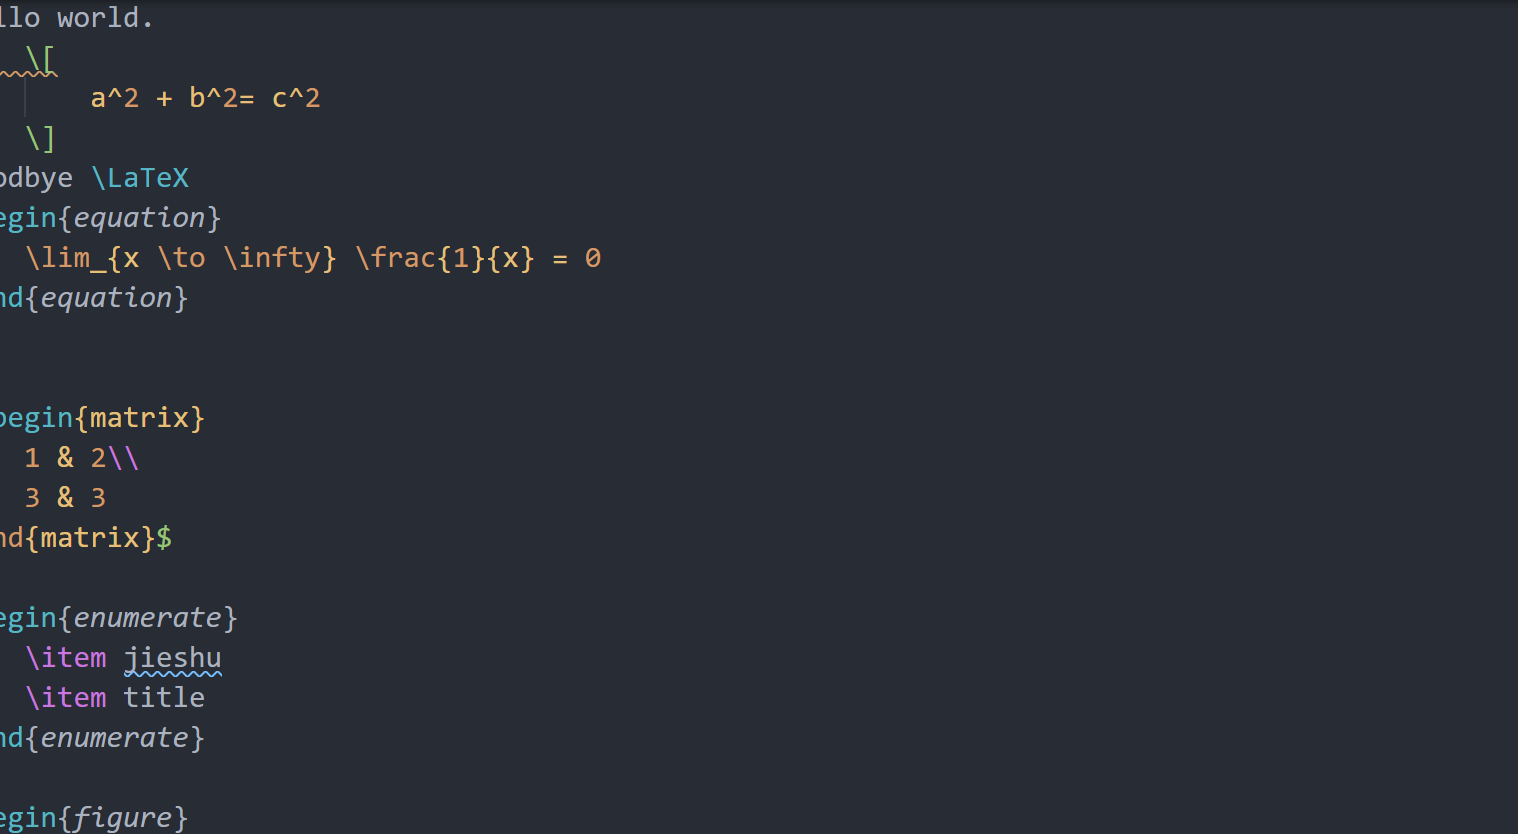 llo world.
\[
a^2 + b^2= c^2
\]
odbye \LaTeX
egin{equation}
\lim_{x \to \infty} \frac{1}{x} = 0
nd{equation}
begin{matrix}
1 & 2\\
3 & 3
nd{matrix}$
egin{enumerate}
\item jieshu
\item title
nd{enumerate}
egin{figure}